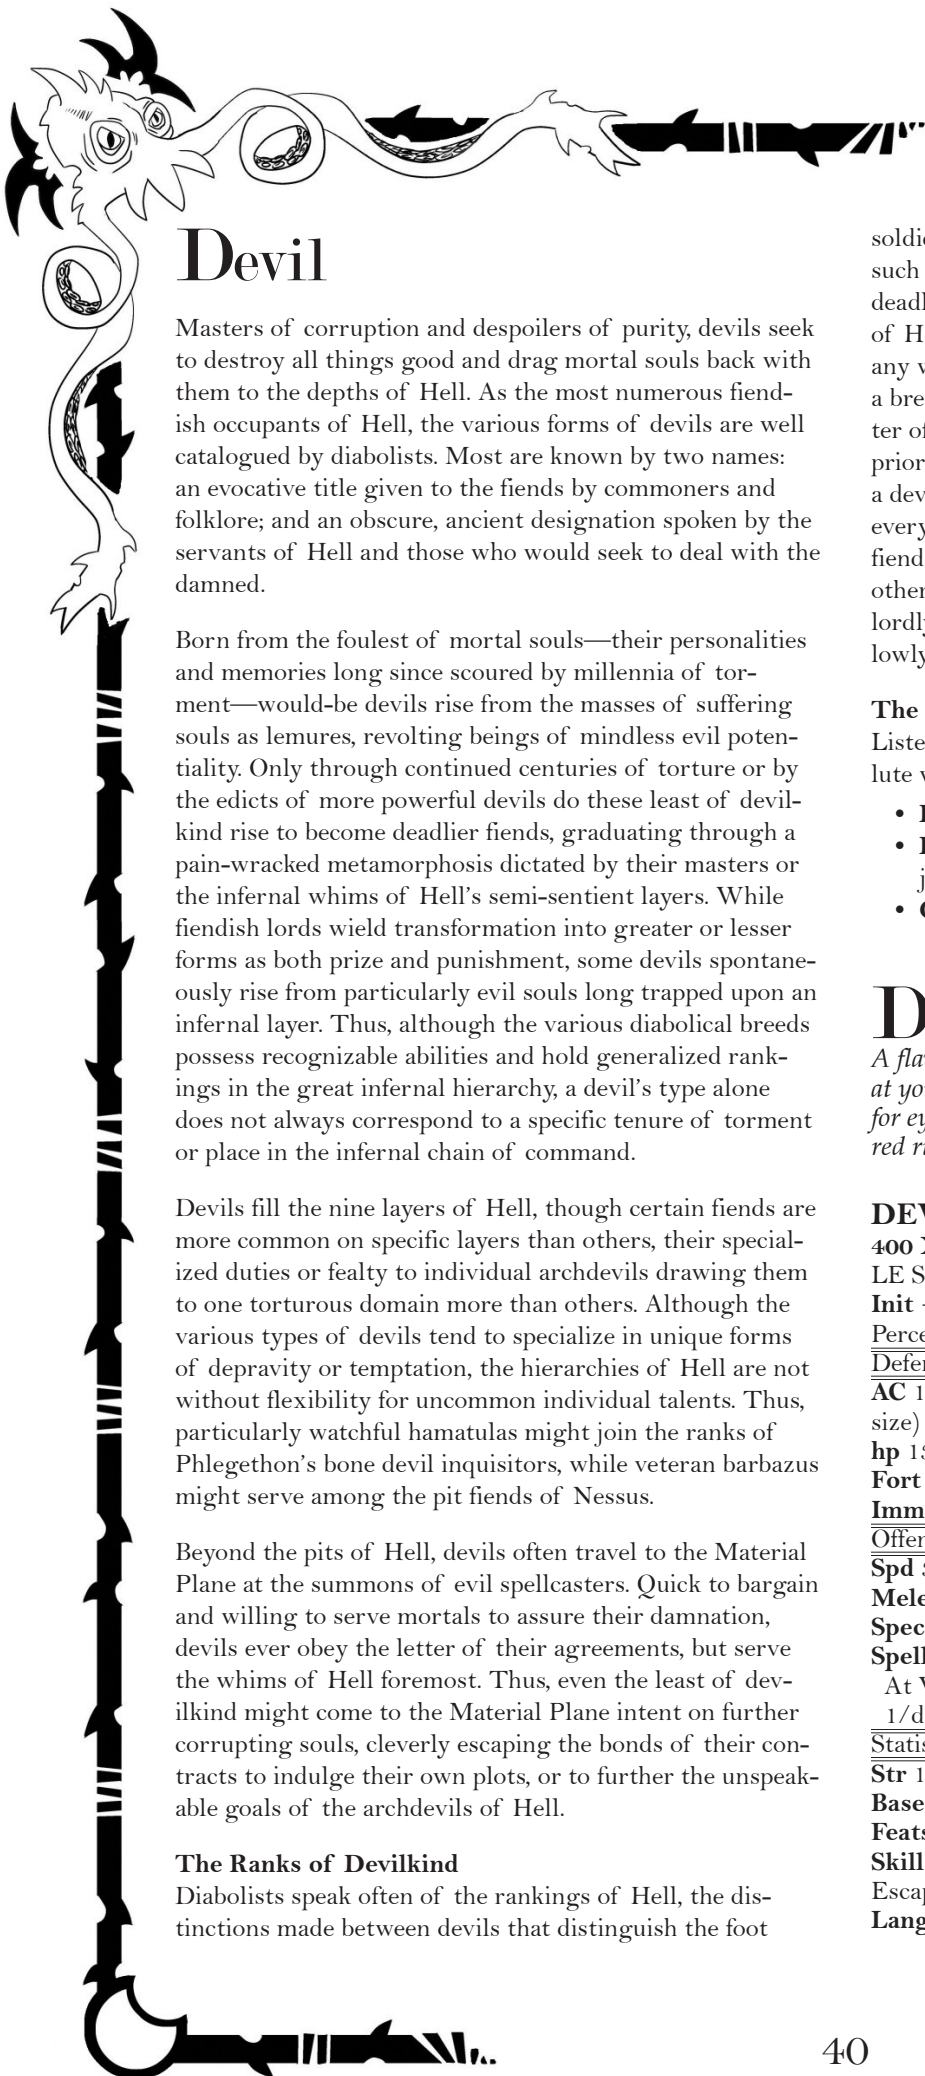 Devil
Masters of corruption and despoilers of purity, devils seek
to destroy all things good and drag mortal souls back with
them to the depths of Hell. As the most numerous fiend-
ish occupants of Hell, the various forms of devils are well
catalogued by diabolists. Most are known by two names:
an evocative title given to the fiends by commoners and
folklore; and an obscure, ancient designation spoken by the
servants of Hell and those who would seek to deal with the
damned.
Born from the foulest of mortal souls—their personalities
and memories long since scoured by millennia of tor-
ment—would-be devils rise from the masses of suffering
souls as lemures, revolting beings of mindless evil poten-
tiality. Only through continued centuries of torture or by
the edicts of more powerful devils do these least of devil-
kind rise to become deadlier fiends, graduating through a
pain-wracked metamorphosis dictated by their masters or
the infernal whims of Hell's semi-sentient layers. While
fiendish lords wield transformation into greater or lesser
forms as both prize and punishment, some devils spontane-
ously rise from particularly evil souls long trapped upon an
infernal layer. Thus, although the various diabolical breeds
possess recognizable abilities and hold generalized rank-
ings in the great infernal hierarchy, a devil's type alone
does not always correspond to a specific tenure of torment
or place in the infernal chain of command.
Devils fill the nine layers of Hell, though certain fiends are
more common on specific layers than others, their special-
ized duties or fealty to individual archdevils drawing them
to one torturous domain more than others. Although the
various types of devils tend to specialize in unique forms
of depravity or temptation, the hierarchies of Hell are not
without flexibility for uncommon individual talents. Thus,
particularly watchful hamatulas might join the ranks of
Phlegethon's bone devil inquisitors, while veteran barbazus
might serve among the pit fiends of Nessus.
Beyond the pits of Hell, devils often travel to the Material
Plane at the summons of evil spellcasters. Quick to bargain
and willing to serve mortals to assure their damnation,
devils ever obey the letter of their agreements, but serve
the whims of Hell foremost. Thus, even the least of dev-
ilkind might come to the Material Plane intent on further
corrupting souls, cleverly escaping the bonds of their con-
tracts to indulge their own plots, or to further the unspeak-
able goals of the archdevils of Hell.
The Ranks of Devilkind
Diabolists speak often of the rankings of Hell, the dis-
tinctions made between devils that distinguish the foot
soldie
such
deadl
of H
any
a bre
ter of
prior
a dev
every
fiend
other
lordly
lowly
The
Liste
lute
D
A fla
at yo
for ey
red
DEV
400
LE S
Init
Perce
Defen
AC 1
size)
hp
Fort
Imm
Offen
Spd
Mele
Spec
Spell
At
1/d
Statis
Str 1
Base
Feats
Skill
Escap
Lang
40